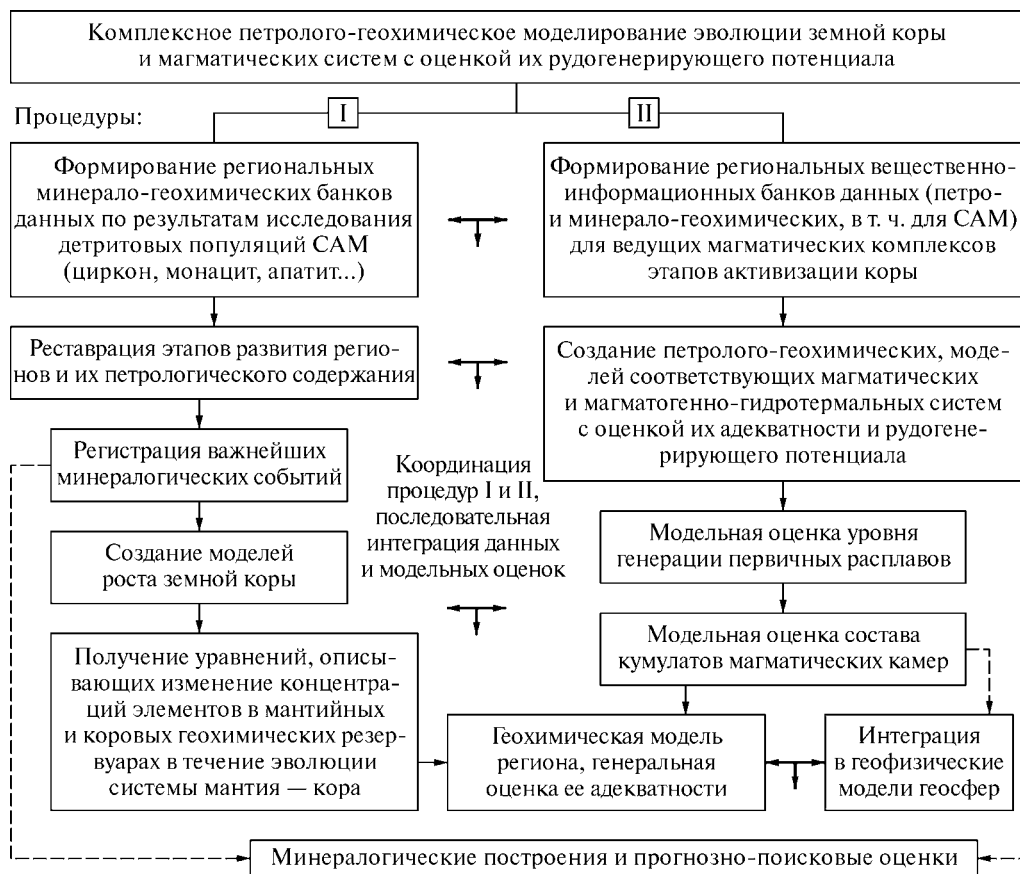 Комплексное петролого-геохимическое моделирование эволюции земной коры
и магматических систем с оценкой их рудогенерирующего потенциала
Процедуры:
I
II
Формирование региональных
минерало-геохимических банков
данных по результатам исследования
детритовых популяций САМ
(циркон, монацит, апатит...)
Формирование региональных вещественно-
информационных банков данных (петро-
и минерало-геохимических, в т. ч. для САМ)
для ведущих магматических комплексов
этапов активизации коры
Реставрация этапов развития регио-
нов и их петрологического содержания
Создание петролого-геохимических, моде-
лей соответствующих магматических
и магматогенно-гидротермальных систем
с оценкой их адекватности и рудогене-
рирующего потенциала
Регистрация важнейших
минералогических событий
Координация
процедур I и II,
последовательная
интеграция данных
и модельных оценок
Модельная оценка уровня
генерации первичных расплавов
Создание моделей
роста земной коры
Модельная оценка состава
кумулатов магматических камер
Получение уравнений, описы-
вающих изменение концентра-
ций элементов в мантийных
и коровых геохимических резер-
вуарах в течение эволюции
системы мантия — кора
Геохимическая модель
региона, генеральная
оценка ее адекватности
Интеграция
в геофизические
модели геосфер
Минералогические построения и прогнозно-поисковые оценки